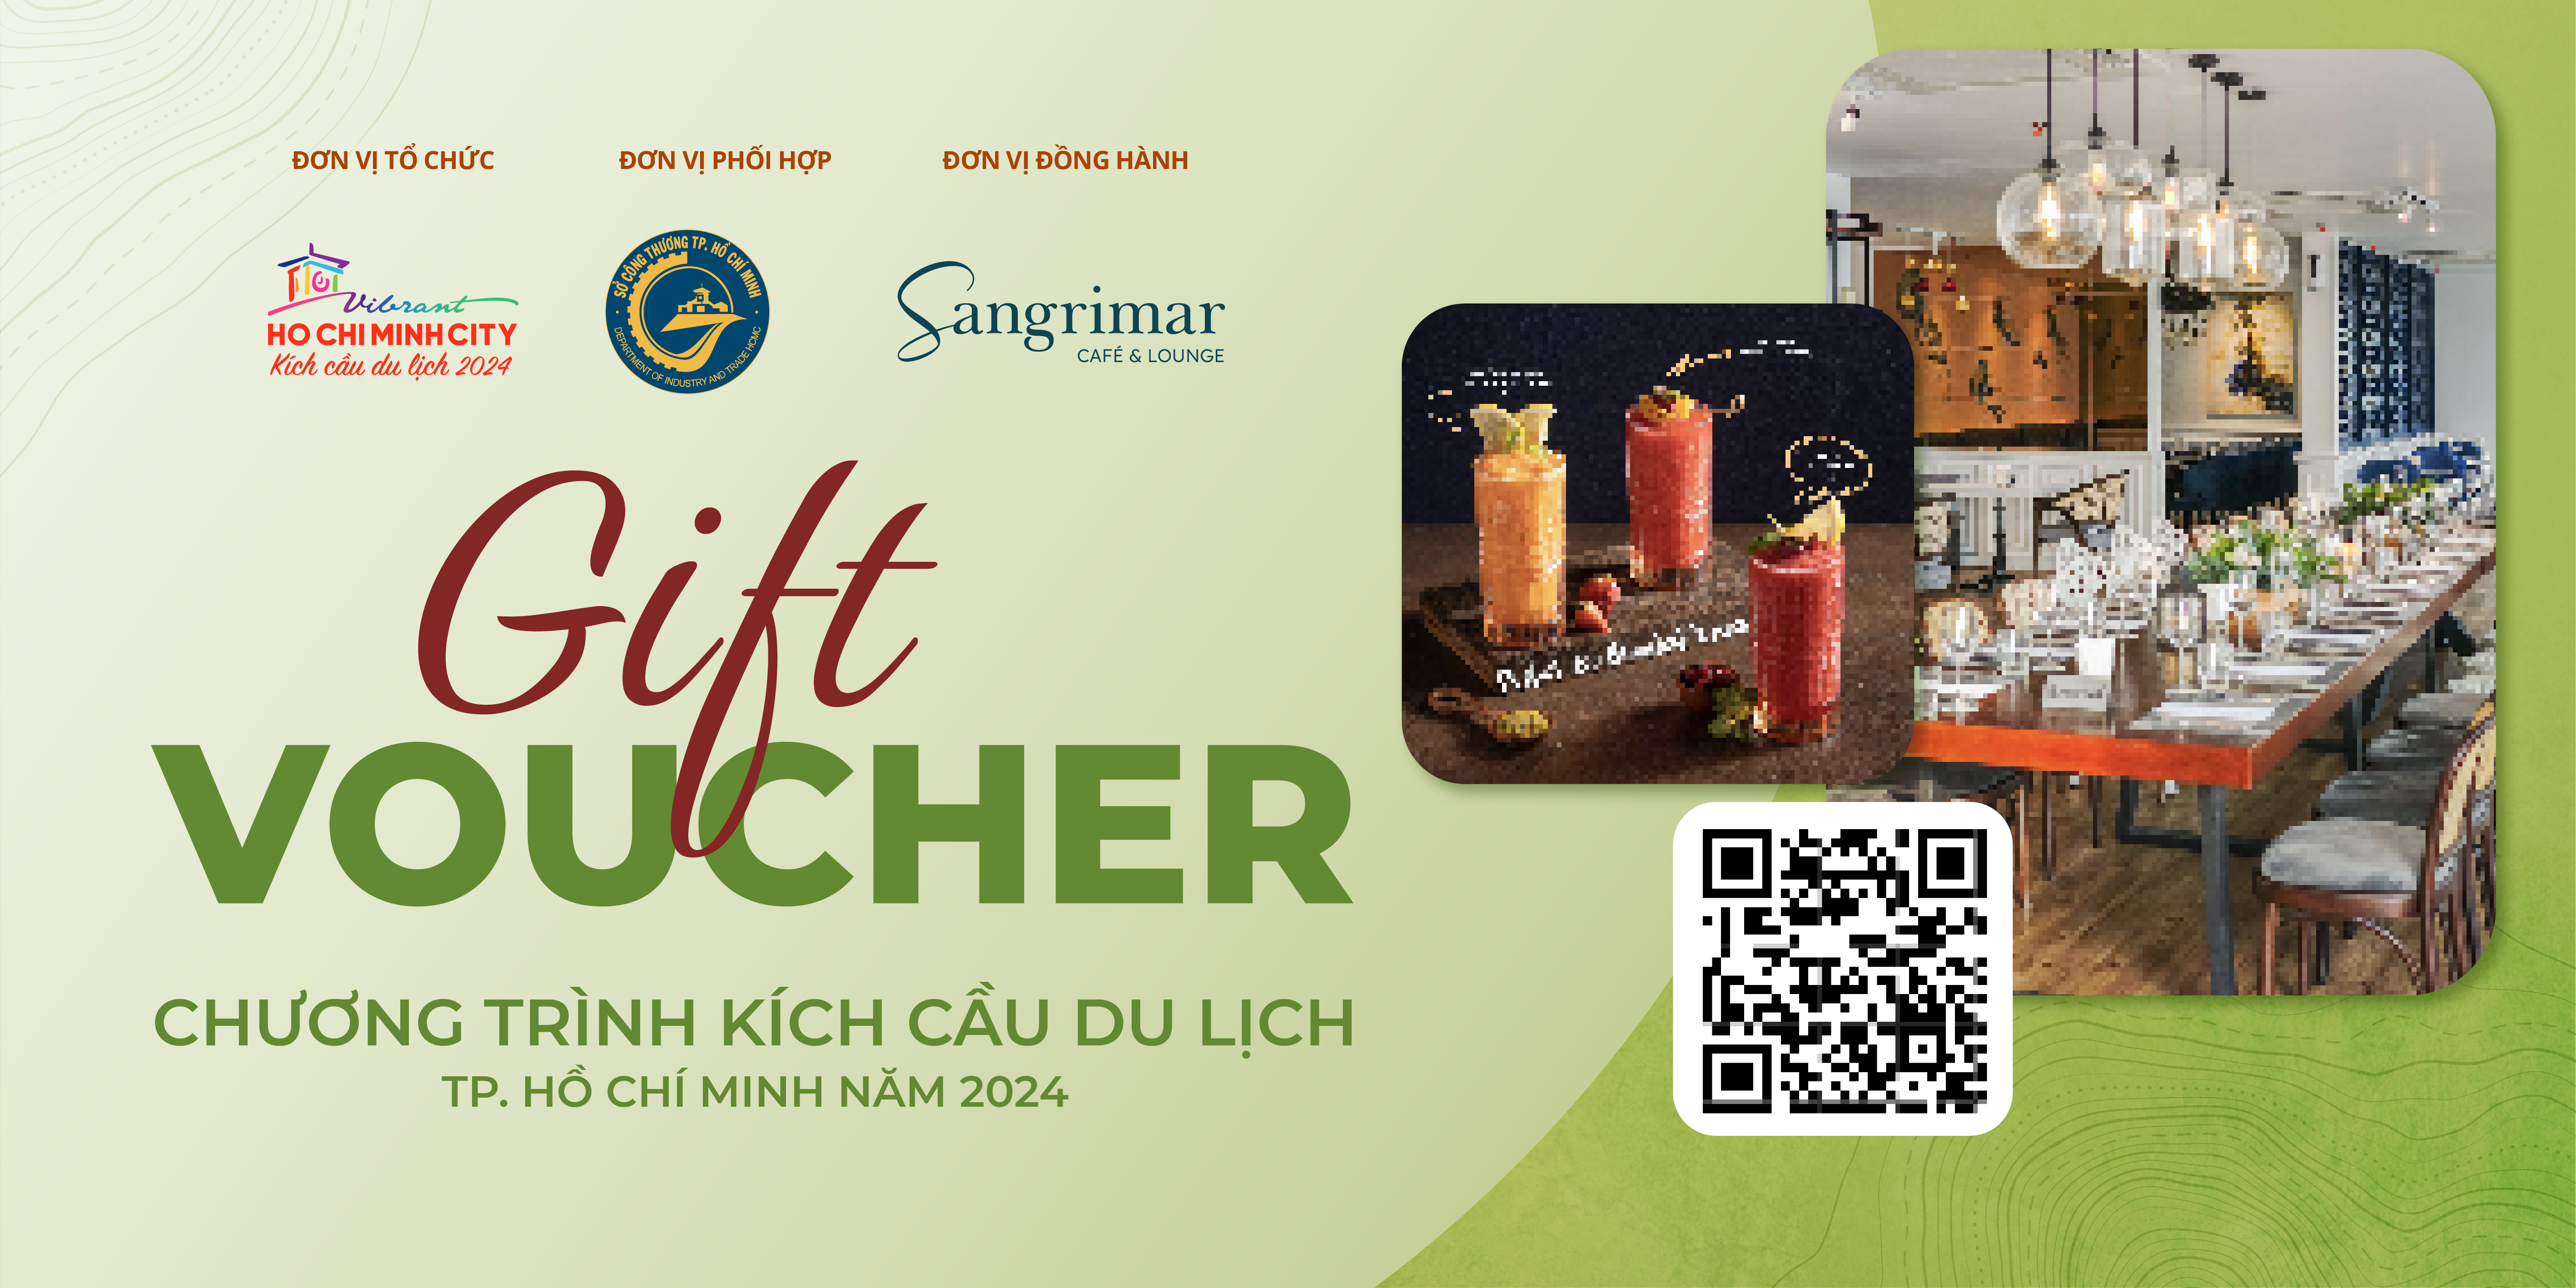 ĐƠN VỊ TỔ CHỨC
ĐƠN VỊ PHỐI HỢP
ĐƠN VỊ ĐỒNG HÀNH
Vibrant
HO CHI MINH CITY
Kích cầu du lịch 2024
SỞ CÔNG THƯƠNG TP. HỒ CHÍ MINH
DEPARTMENT OF INDUSTRY AND TRADE HCMC
Sangrimar
CAFÉ & LOUNGE
Gift
VOUCHER
CHƯƠNG TRÌNH KÍCH CẦU DU LỊCH
TP. HỒ CHÍ MINH NĂM 2024